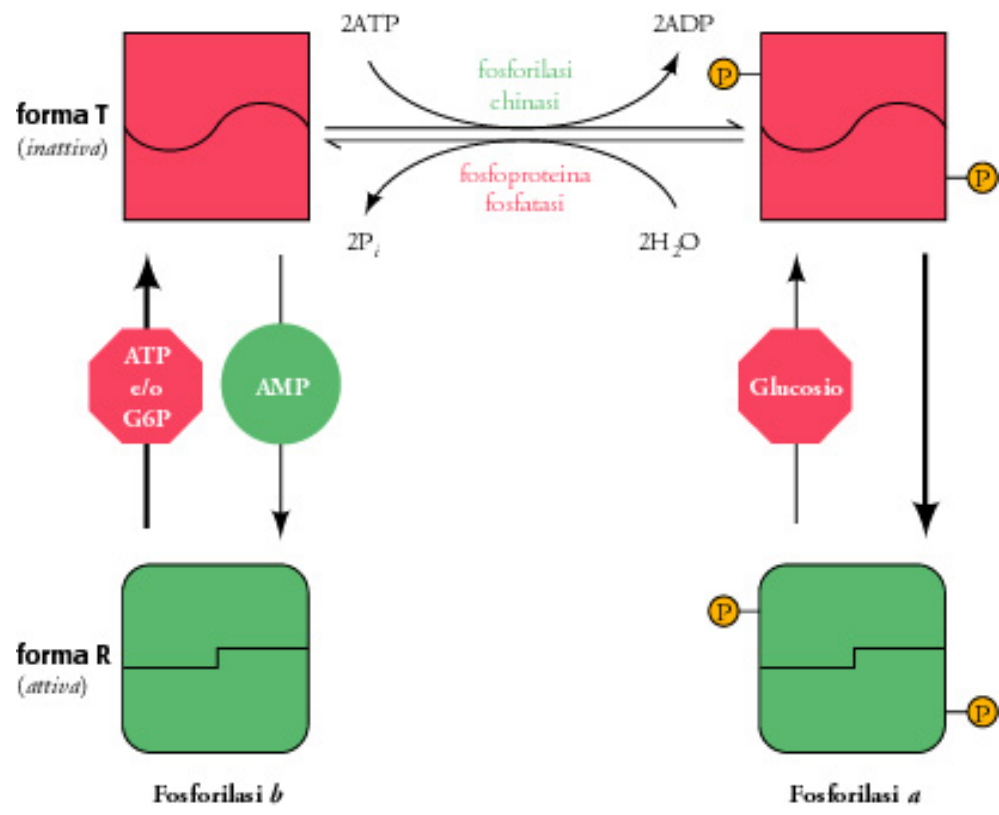 2ATP
2ADP
fosforilasi
chinasi
P
forma T
(inattiva)
fosfoproteina
fosfatasi
P
2Pi
2H2O
ATP
e/o
G6P
AMP
Glucosio
P
forma R
(attiva)
P
Fosforilasi b
Fosforilasi a